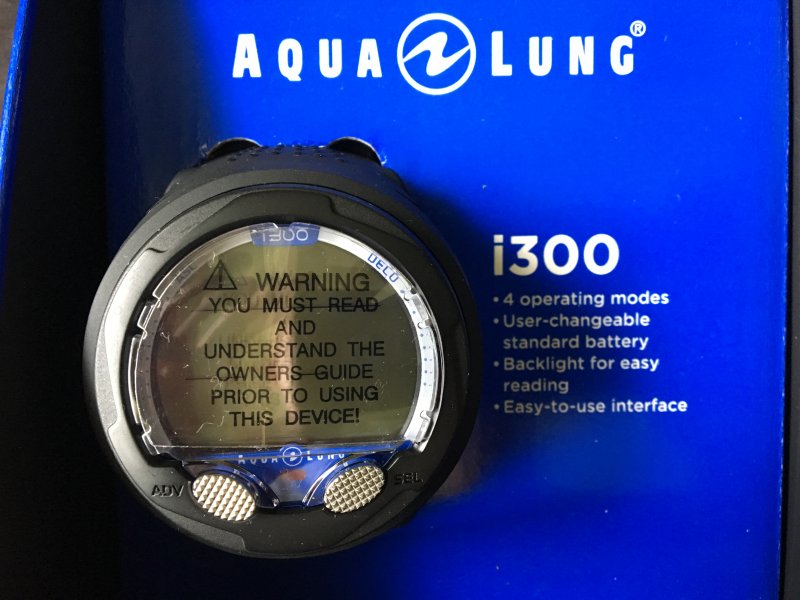 AQUA LUNG®
i300
• 4 operating modes
• User-changeable
standard battery
• Backlight for easy
reading
• Easy-to-use interface
i300
DECO
WARNING
YOU MUST READ
AND
UNDERSTAND THE
OWNERS GUIDE
PRIOR TO USING
THIS DEVICE!
AQUA LUNG
ADV
SEL